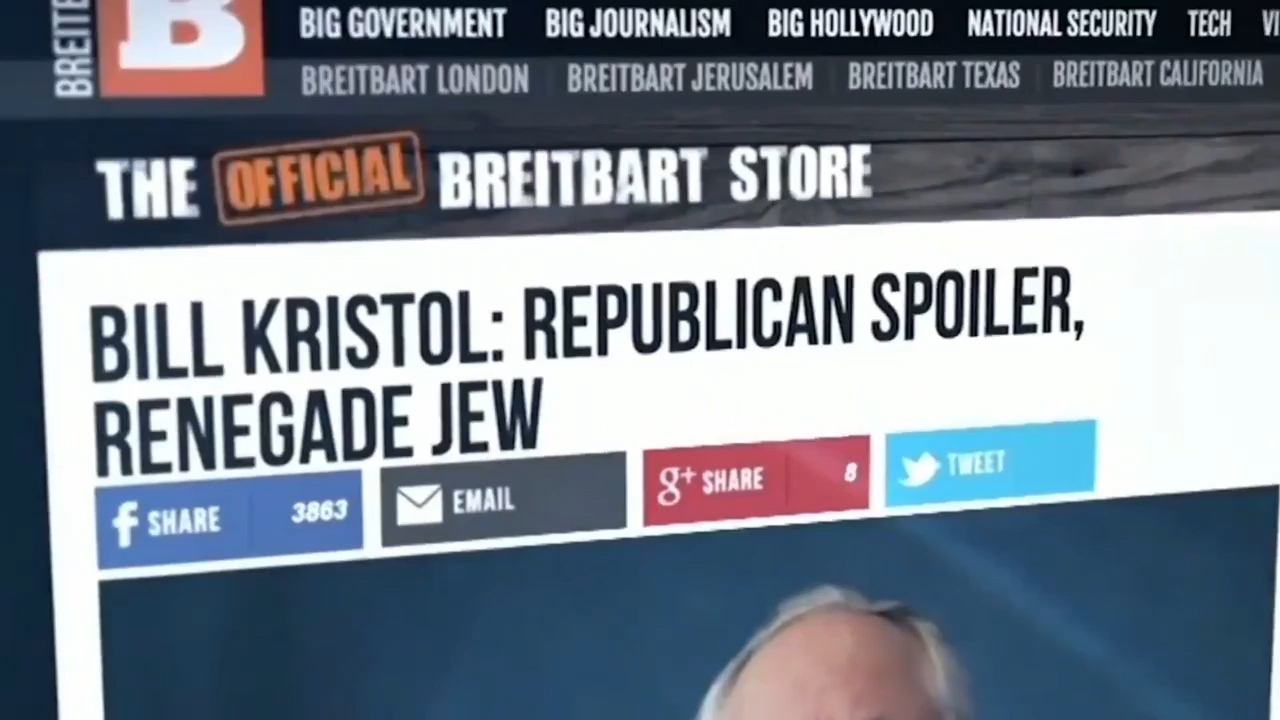 BREITB
B
BIG GOVERNMENT BIG JOURNALISM BIG HOLLYWOOD NATIONAL SECURITY TECH
BREITBART LONDON BREITBART JERUSALEM BREITBART TEXAS BREITBART CALIFORNIA
THE OFFICIAL BREITBART STORE
BILL KRISTOL: REPUBLICAN SPOILER,
RENEGADE JEW
f SHARE 3863 EMAIL g+ SHARE 8 TWEET